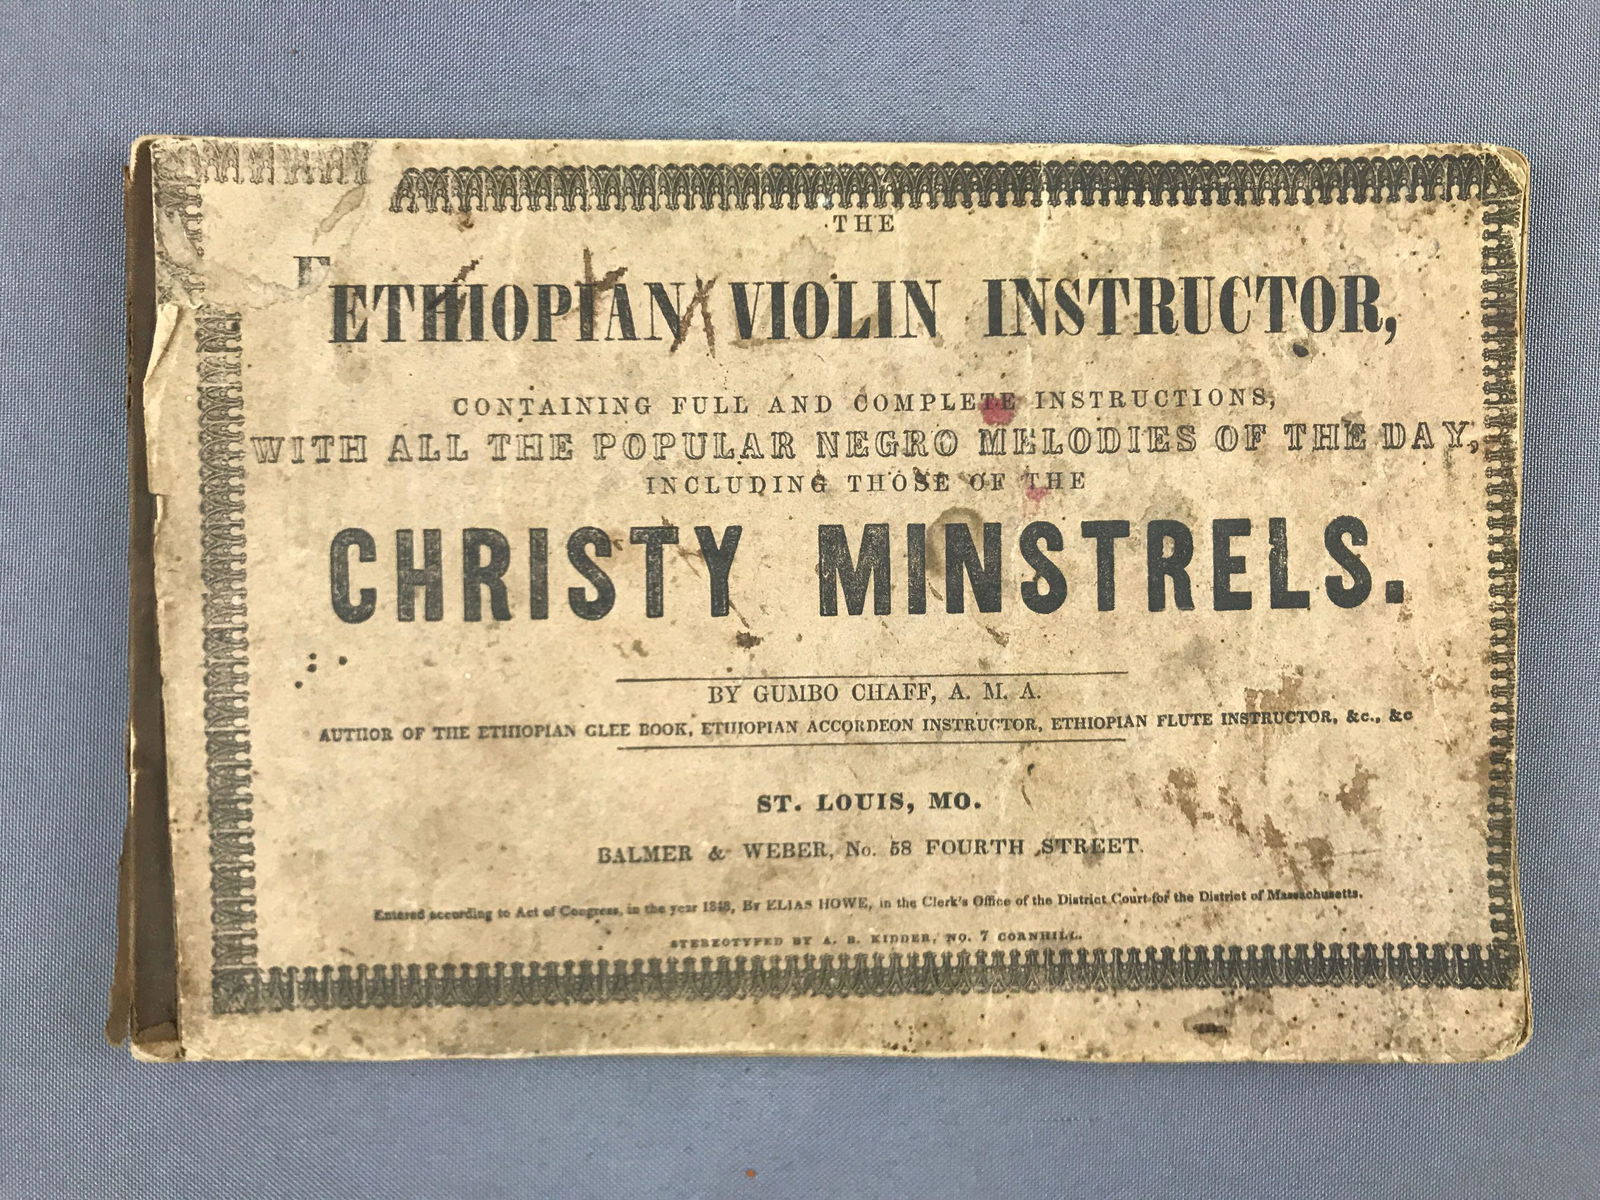 THE
ETHIOPIAN VIOLIN INSTRUCTOR,
CONTAINING FULL AND COMPLETE INSTRUCTIONS,
WITH ALL THE POPULAR NEGRO MELODIES OF THE DAY,
INCLUDING THOSE OF THE
CHRISTY MINSTRELS.
BY GUMBO CHAFF, A. M. A.
AUTHOR OF THE ETHIOPIAN GLEE BOOK, ETHIOPIAN ACCORDEON INSTRUCTOR, ETHIOPIAN FLUTE INSTRUCTOR, &c., &c
ST. LOUIS, MO.
BALMER & WEBER, No. 58 FOURTH STREET.
Entered according to Act of Congress, in the year 1848, By ELIAS HOWE, in the Clerk's Office of the District Court for the District of Massachusetts.
STEREOTYPED BY A. B. KIDDER, NO. 7 CORNHILL.